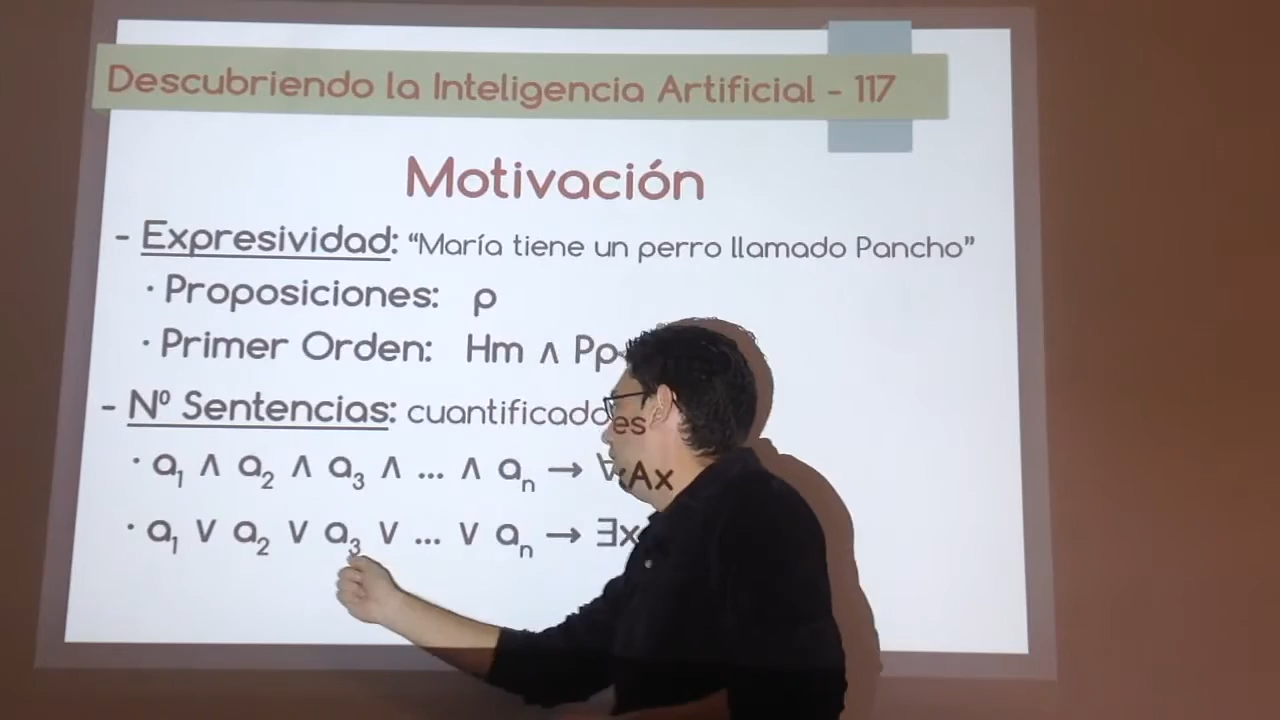 Descubriendo la Inteligencia Artificial - 117
Motivación
- Expresividad: “María tiene un perro llamado Pancho”
· Proposiciones: p
· Primer Orden: Hm ∧ Pp
- Nº Sentencias: cuantificadores
· a₁ ∧ a₂ ∧ a₃ ∧ ... ∧ aₙ → ∀xAx
· a₁ ∨ a₂ ∨ a₃ ∨ ... ∨ aₙ → ∃x